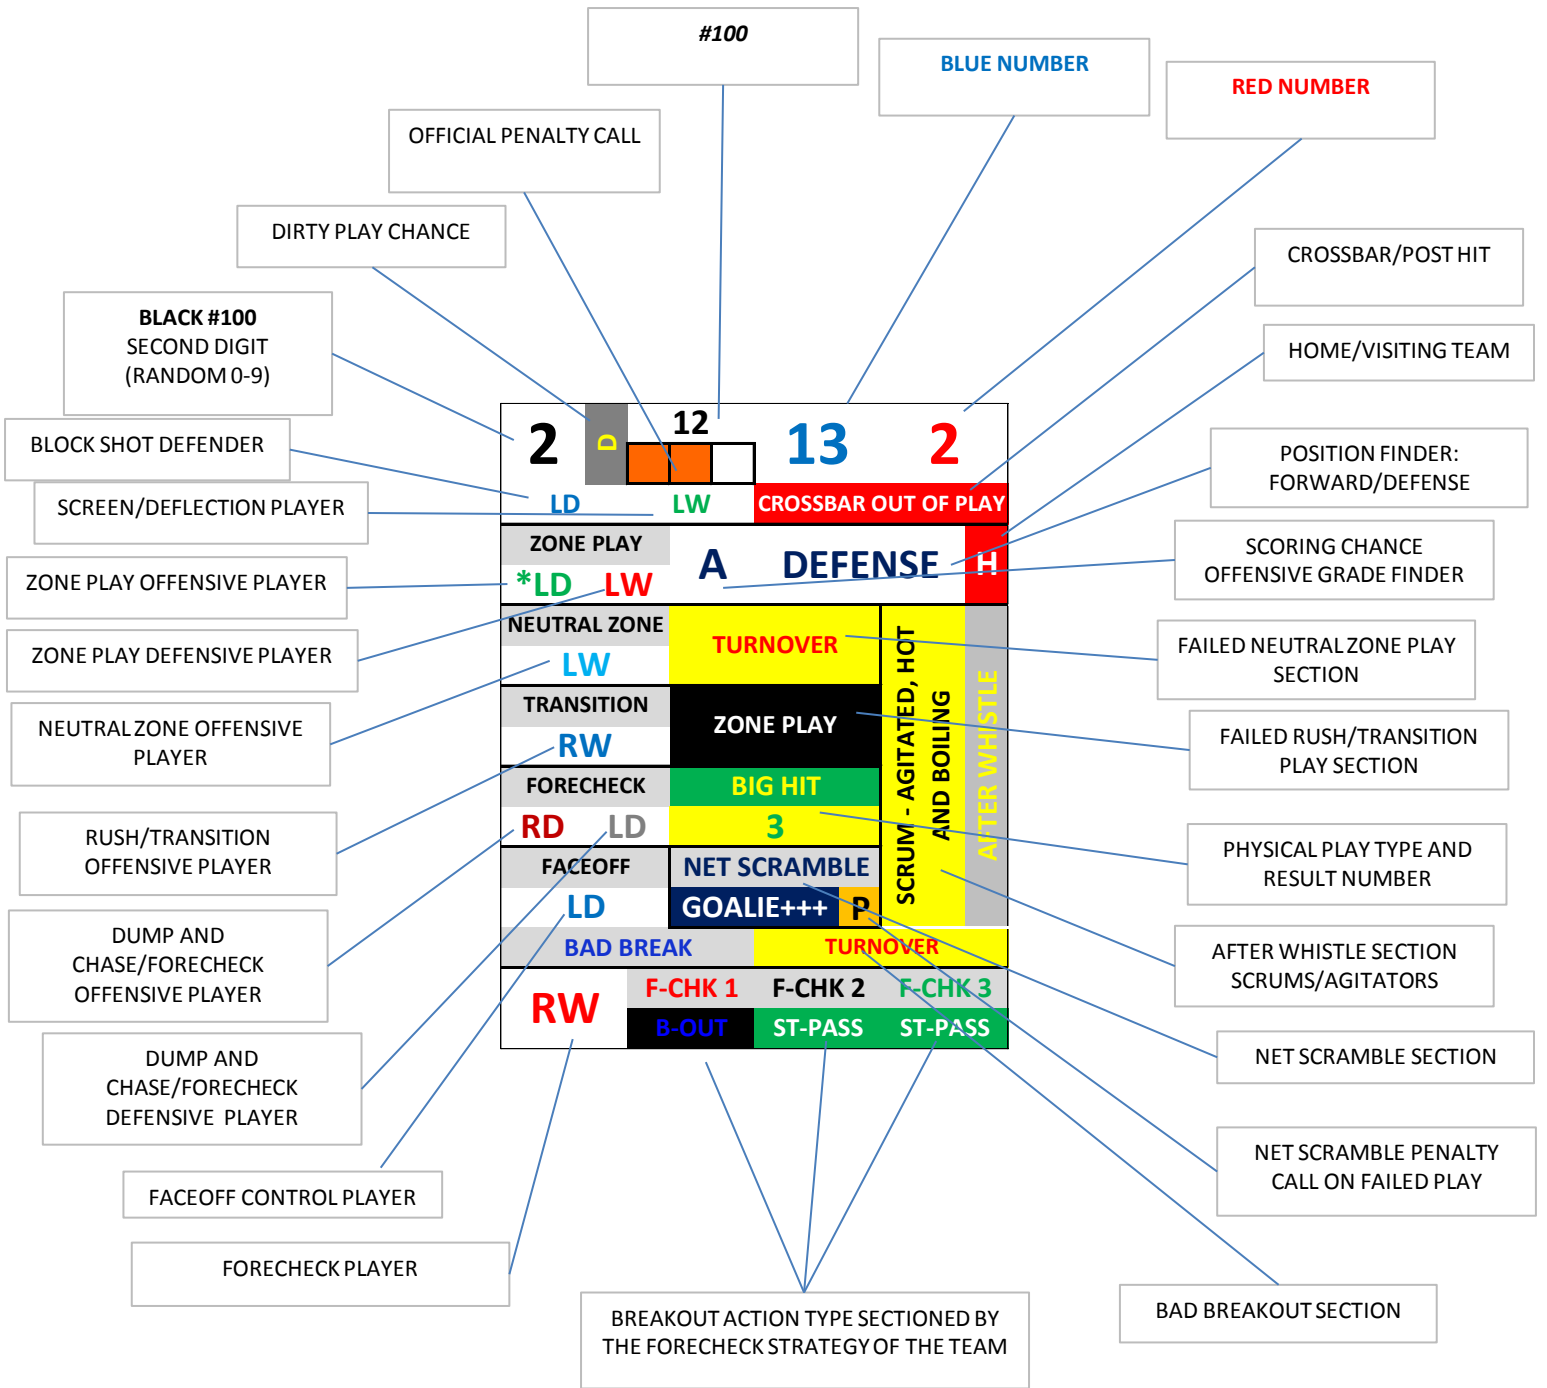 #100
BLUE NUMBER
RED NUMBER
OFFICIAL PENALTY CALL
DIRTY PLAY CHANCE
CROSSBAR/POST HIT
BLACK #100
SECOND DIGIT
(RANDOM 0-9)
HOME/VISITING TEAM
BLOCK SHOT DEFENDER
POSITION FINDER:
FORWARD/DEFENSE
SCREEN/DEFLECTION PLAYER
SCORING CHANCE
OFFENSIVE GRADE FINDER
ZONE PLAY OFFENSIVE PLAYER
ZONE PLAY DEFENSIVE PLAYER
FAILED NEUTRAL ZONE PLAY
SECTION
NEUTRAL ZONE OFFENSIVE
PLAYER
FAILED RUSH/TRANSITION
PLAY SECTION
RUSH/TRANSITION
OFFENSIVE PLAYER
PHYSICAL PLAY TYPE AND
RESULT NUMBER
DUMP AND
CHASE/FORECHECK
OFFENSIVE PLAYER
AFTER WHISTLE SECTION
SCRUMS/AGITATORS
DUMP AND
CHASE/FORECHECK
DEFENSIVE PLAYER
NET SCRAMBLE SECTION
FACEOFF CONTROL PLAYER
NET SCRAMBLE PENALTY
CALL ON FAILED PLAY
FORECHECK PLAYER
BREAKOUT ACTION TYPE SECTIONED BY
THE FORECHECK STRATEGY OF THE TEAM
BAD BREAKOUT SECTION
2
D
12
13
2
LD
LW
CROSSBAR OUT OF PLAY
ZONE PLAY
*LD
LW
A
DEFENSE
H
NEUTRAL ZONE
LW
TURNOVER
TRANSITION
RW
ZONE PLAY
FORECHECK
RD
LD
BIG HIT
3
FACEOFF
LD
NET SCRAMBLE
GOALIE+++
P
SCRUM - AGITATED, HOT
AND BOILING
AFTER WHISTLE
BAD BREAK
TURNOVER
RW
F-CHK 1
F-CHK 2
F-CHK 3
B-OUT
ST-PASS
ST-PASS